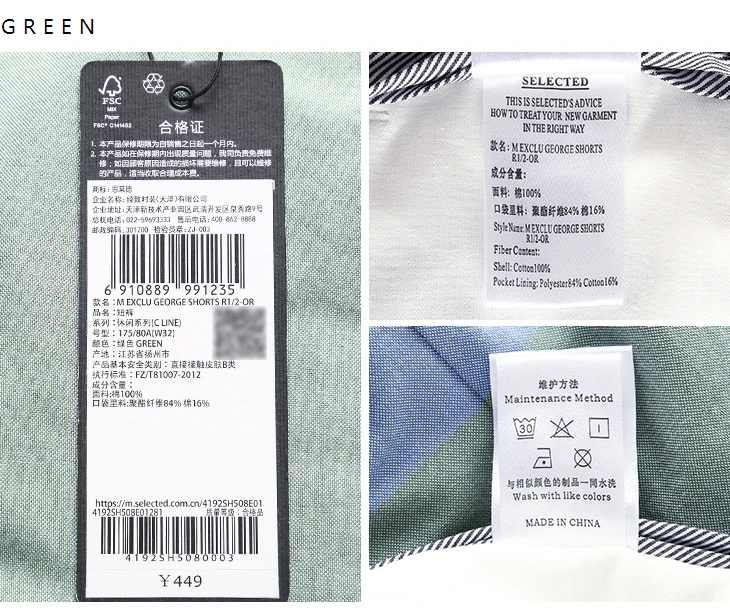 GREEN
FSC
MIX
Paper
FSC® C141452
合格证
1. 本产品保修期限为自销售之日起一个月内。
2. 本产品如在保修期内出现质量问题，我司负责免费维
修；如因顾客原因造成的损坏需要维修，且可以维修
的产品，适当收取合理成本费。
商标：思莱德
企业名称：绫致时装(天津)有限公司
企业地址：天津新技术产业园区武清开发区泉秀路9号
总机电话：022-59693333 售后电话：400-862-8888
邮政编码：301700 检验员章：ZJ-003
6 910889 991235
款名：M EXCLU GEORGE SHORTS R1/2-OR
品名：短裤
系列：休闲系列(C LINE)
号型：175/80A(W32)
颜色：绿色 GREEN
产地：江苏省扬州市
产品基本安全类别：直接接触皮肤B类
执行标准：FZ/T81007-2012
成分含量：
面料:棉100%
口袋里料:聚酯纤维84% 棉16%
https://m.selected.com.cn/4192SH508E01
4192SH508E01281 质量等级：合格品
4192SH5080003
￥449
SELECTED
THIS IS SELECTED'S ADVICE
HOW TO TREAT YOUR NEW GARMENT
IN THE RIGHT WAY
款名：M EXCLU GEORGE SHORTS
R1/2-OR
成分含量：
面料：棉100%
口袋里料：聚酯纤维84% 棉16%
Style Name: M EXCLU GEORGE SHORTS
R1/2-OR
Fiber Content:
Shell: Cotton100%
Pocket Lining: Polyester84% Cotton16%
维护方法
Maintenance Method
30
与相似颜色的制品一同水洗
Wash with like colors
MADE IN CHINA